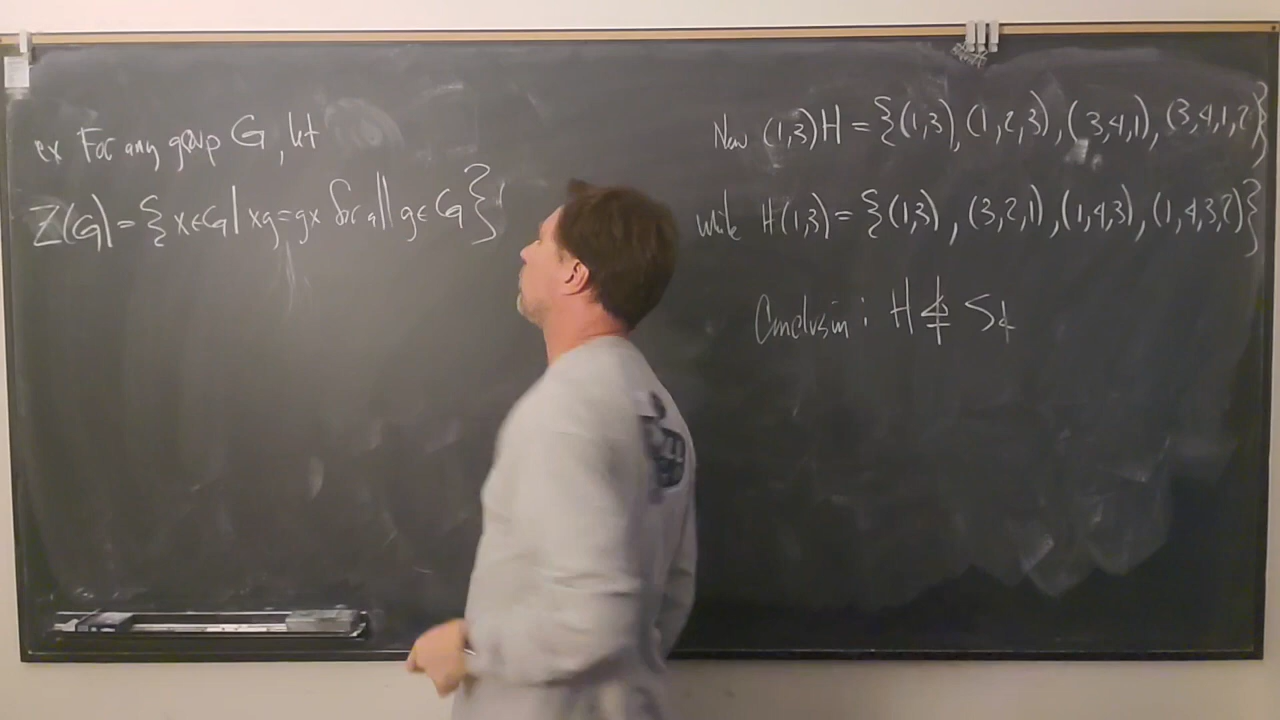 ex For any group G, let
Z(G) = {x∈G | xg=gx for all g∈G}
Now (1,3)H = {(1,3),(1,2,3),(3,4,1),(3,4,1,2)}
while H(1,3) = {(1,3),(3,2,1),(1,4,3),(1,4,3,2)}
Conclusion: H ⋬ S₄